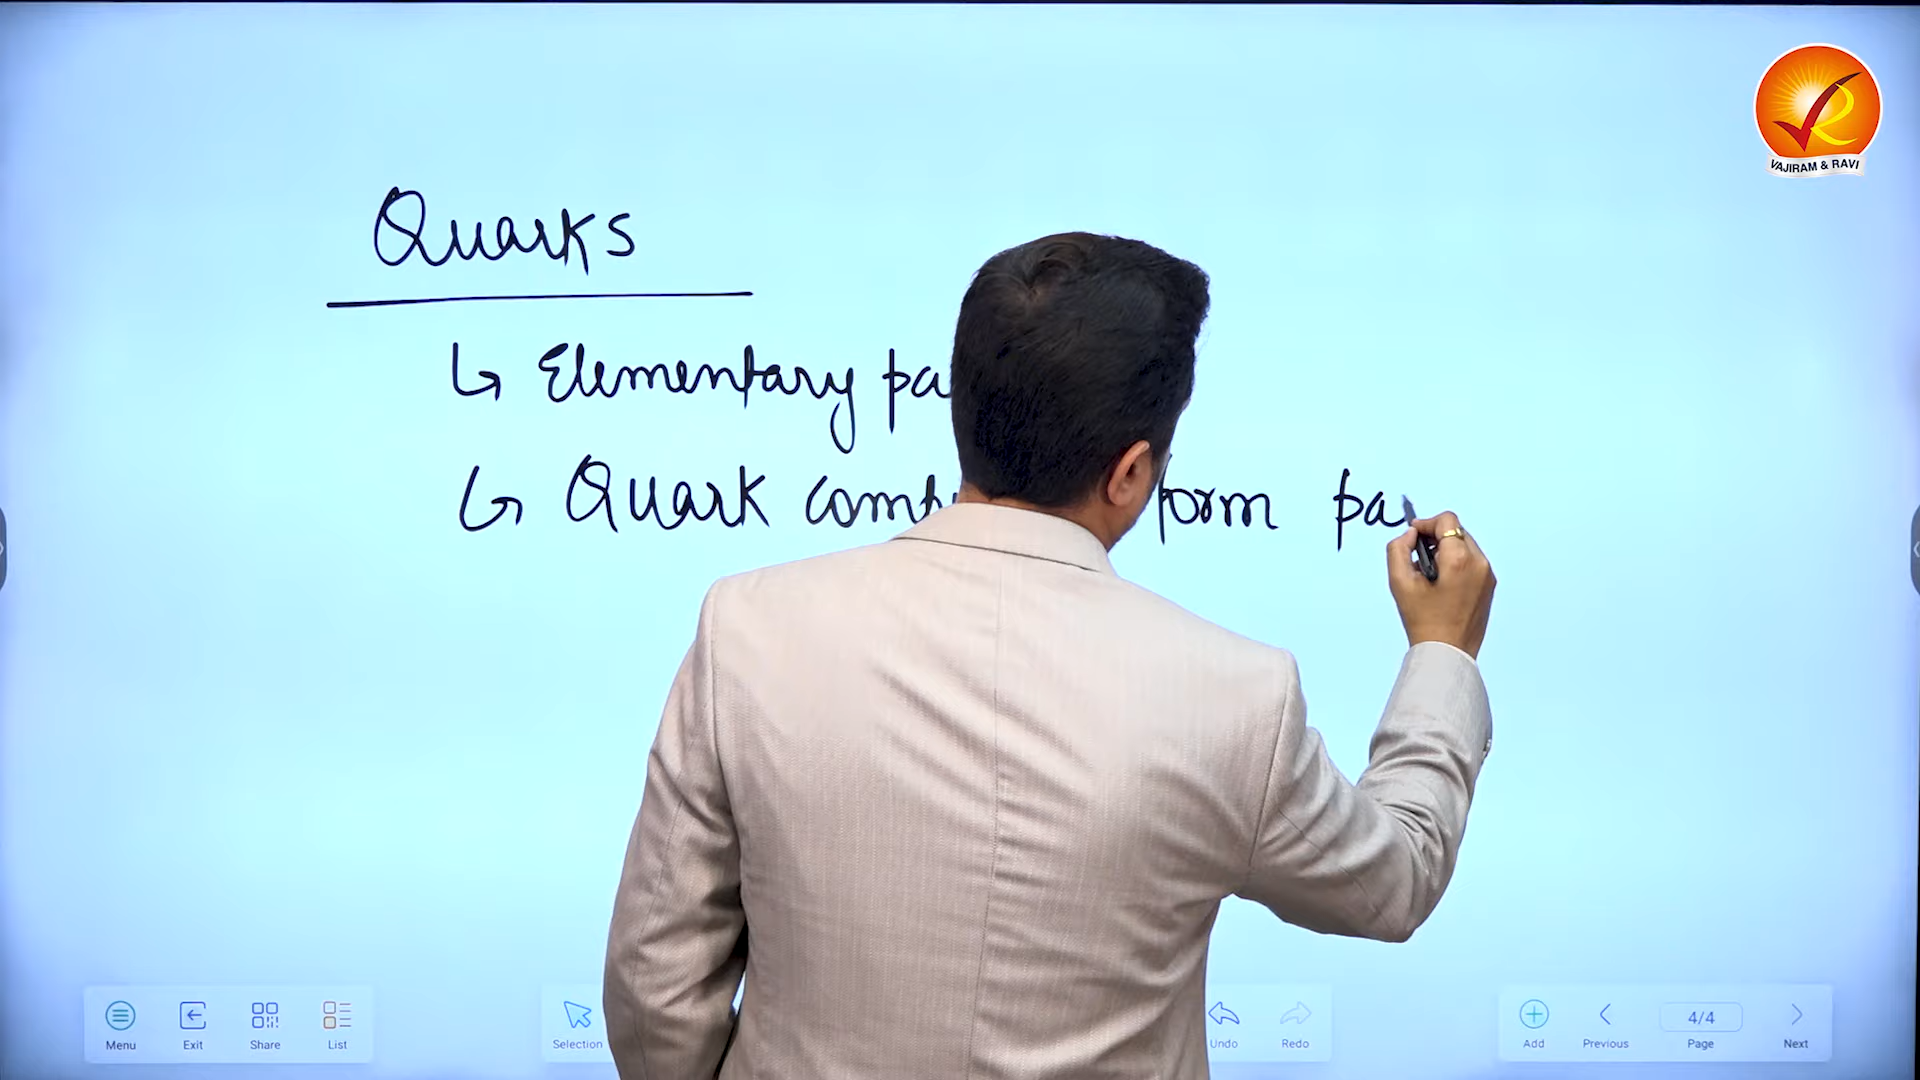 VAJIRAM & RAVI
Quarks
↳ Elementary pa
↳ Quark com form pa
Menu Exit Share List Selection Undo Redo Add Previous 4/4 Page Next